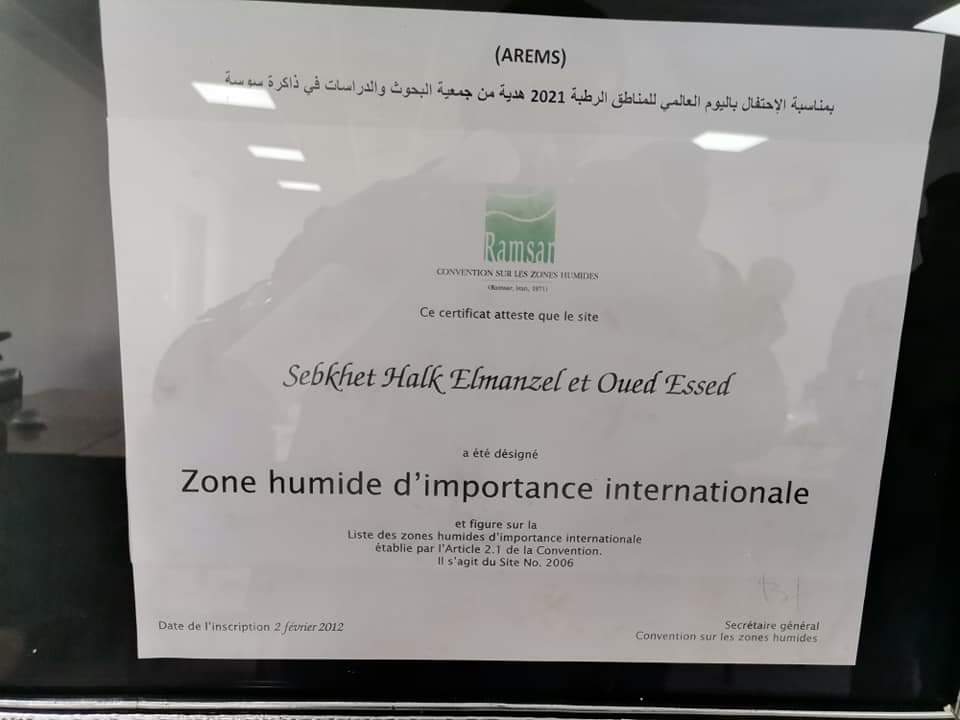 (AREMS)
بمناسبة الإحتفال باليوم العالمي للمناطق الرطبة 2021 هدية من جمعية البحوث والدراسات في ذاكرة سوسة
Ramsar
CONVENTION SUR LES ZONES HUMIDES
(Ramsar, Iran, 1971)
Ce certificat atteste que le site
Sebkhet Halk Elmanzel et Oued Essed
a été désigné
Zone humide d'importance internationale
et figure sur la
Liste des zones humides d'importance internationale
établie par l'Article 2.1 de la Convention.
Il s'agit du Site No. 2006
Date de l'inscription 2 février 2012
Secrétaire général
Convention sur les zones humides